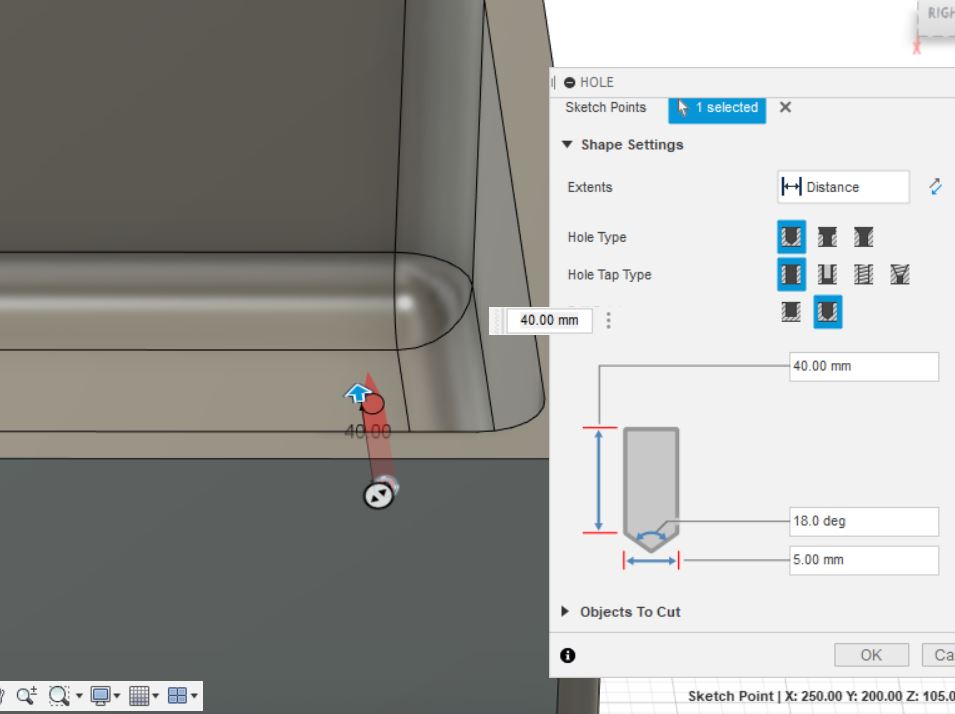 RIGH
X
HOLE
Sketch Points 1 selected
Shape Settings
Extents Distance
Hole Type
Hole Tap Type
40.00 mm
40.00 mm
40.00
18.0 deg
5.00 mm
Objects To Cut
OK Ca
Sketch Point | X: 250.00 Y: 200.00 Z: 105.0